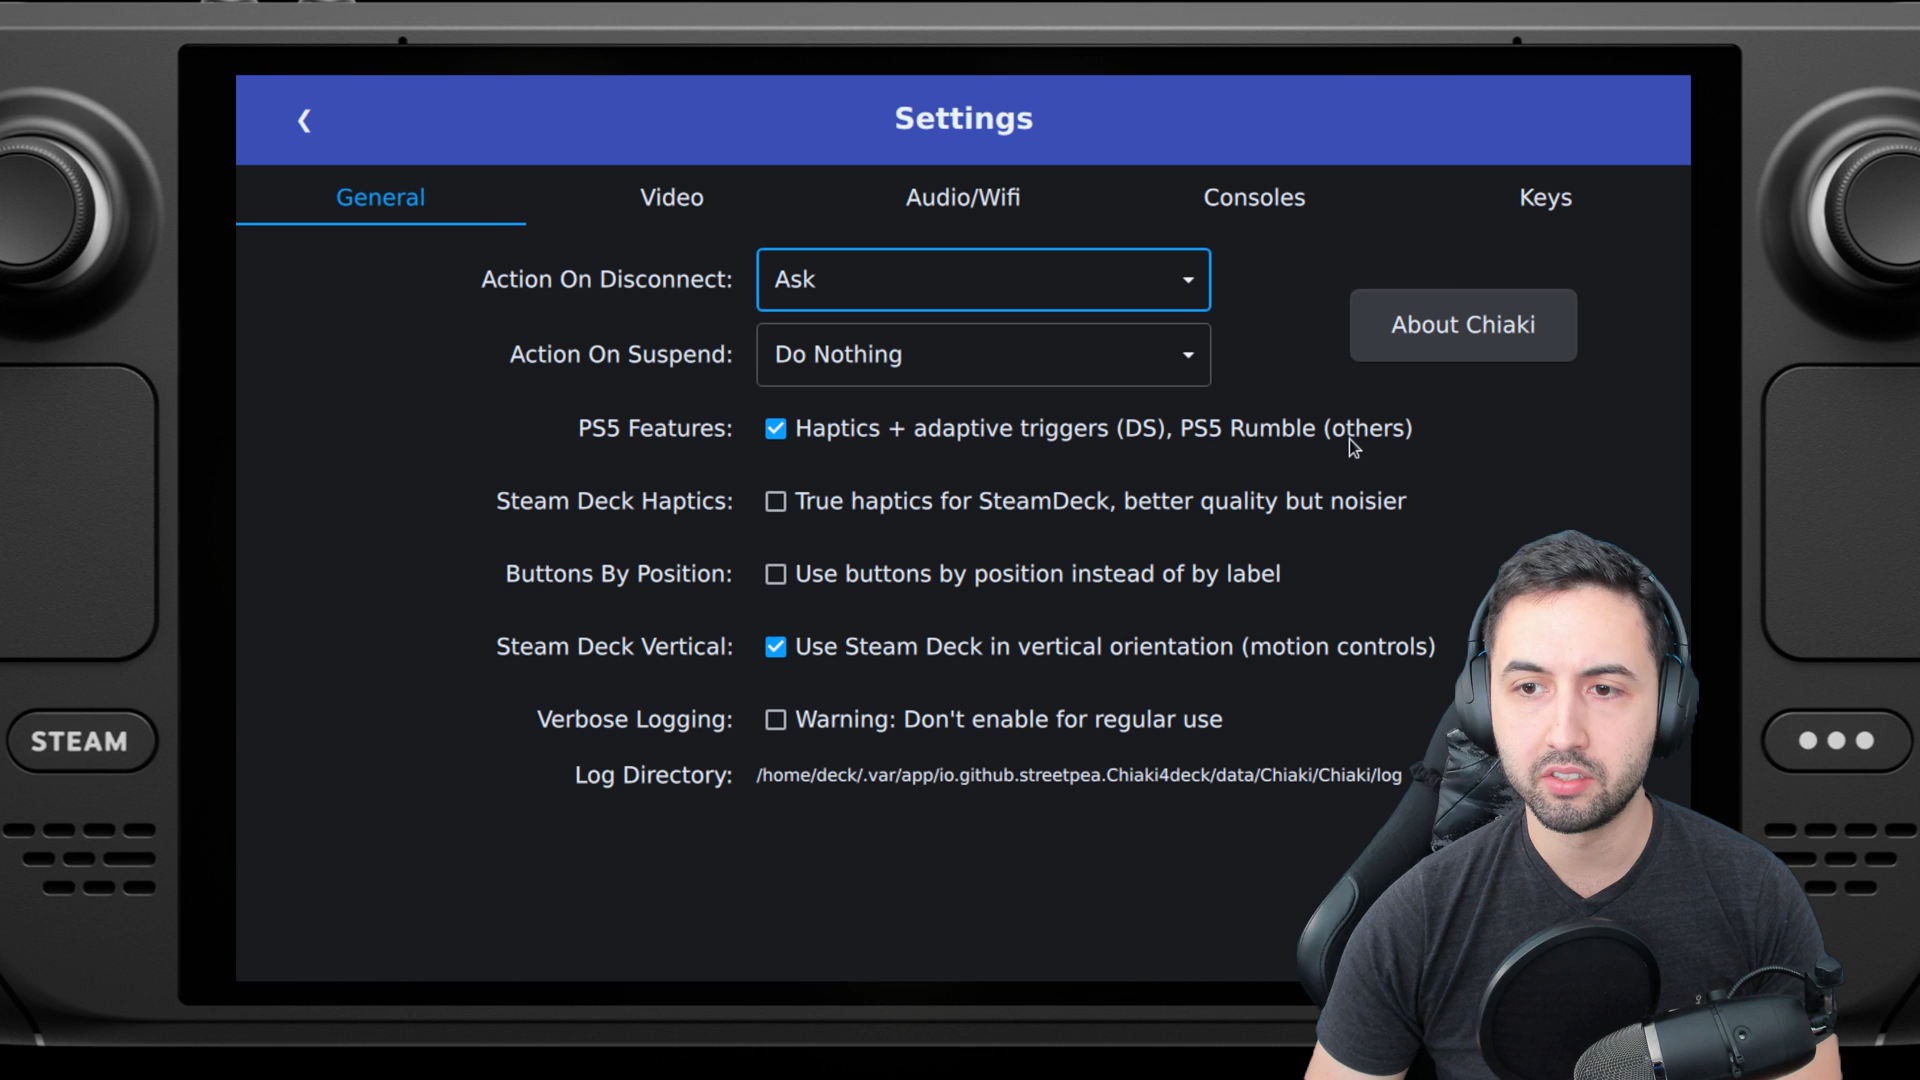 Settings
General
Video
Audio/Wifi
Consoles
Keys
Action On Disconnect: Ask
About Chiaki
Action On Suspend: Do Nothing
PS5 Features: Haptics + adaptive triggers (DS), PS5 Rumble (others)
Steam Deck Haptics: True haptics for SteamDeck, better quality but noisier
Buttons By Position: Use buttons by position instead of by label
Steam Deck Vertical: Use Steam Deck in vertical orientation (motion controls)
Verbose Logging: Warning: Don't enable for regular use
Log Directory: /home/deck/.var/app/io.github.streetpea.Chiaki4deck/data/Chiaki/Chiaki/log
STEAM